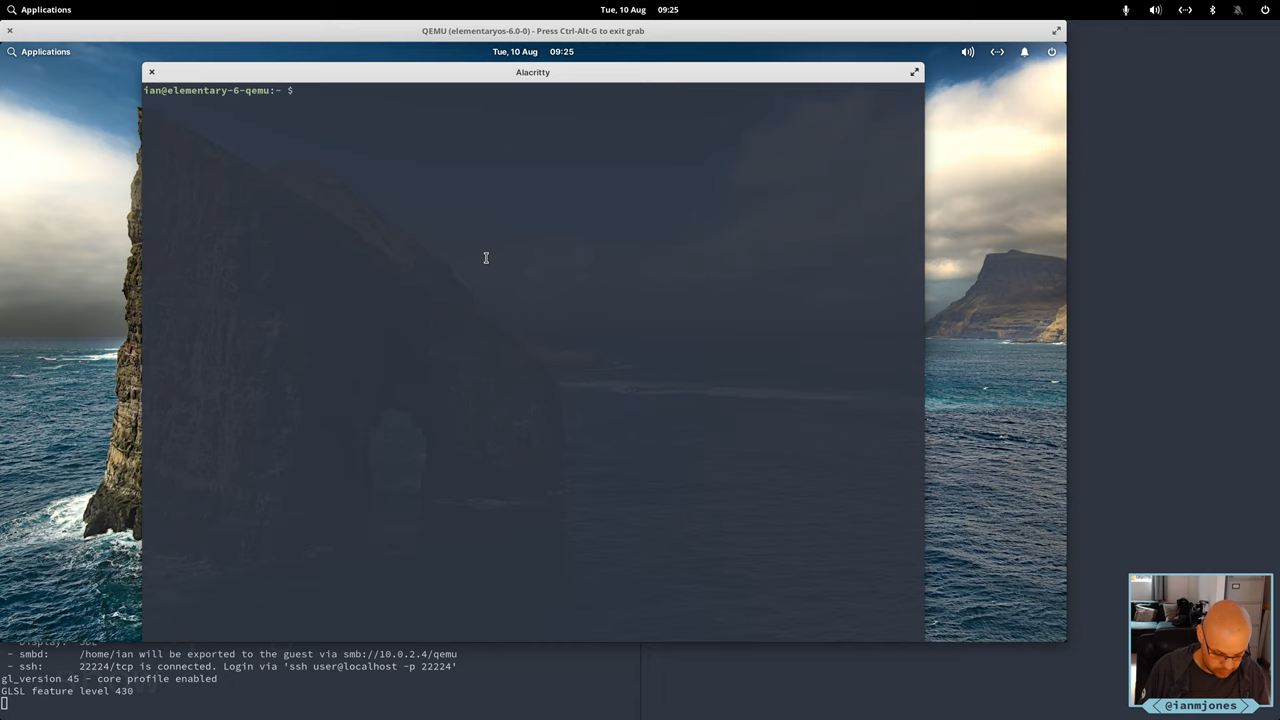 Applications
Tue, 10 Aug 09:25
QEMU (elementaryos-6.0-0) - Press Ctrl-Alt-G to exit grab
Applications
Tue, 10 Aug 09:25
Alacritty
ian@elementary-6-qemu:~ $
- smbd: /home/ian will be exported to the guest via smb://10.0.2.4/qemu
- ssh: 22224/tcp is connected. Login via 'ssh user@localhost -p 22224'
gl_version 45 - core profile enabled
GLSL feature level 430
@ianmjones